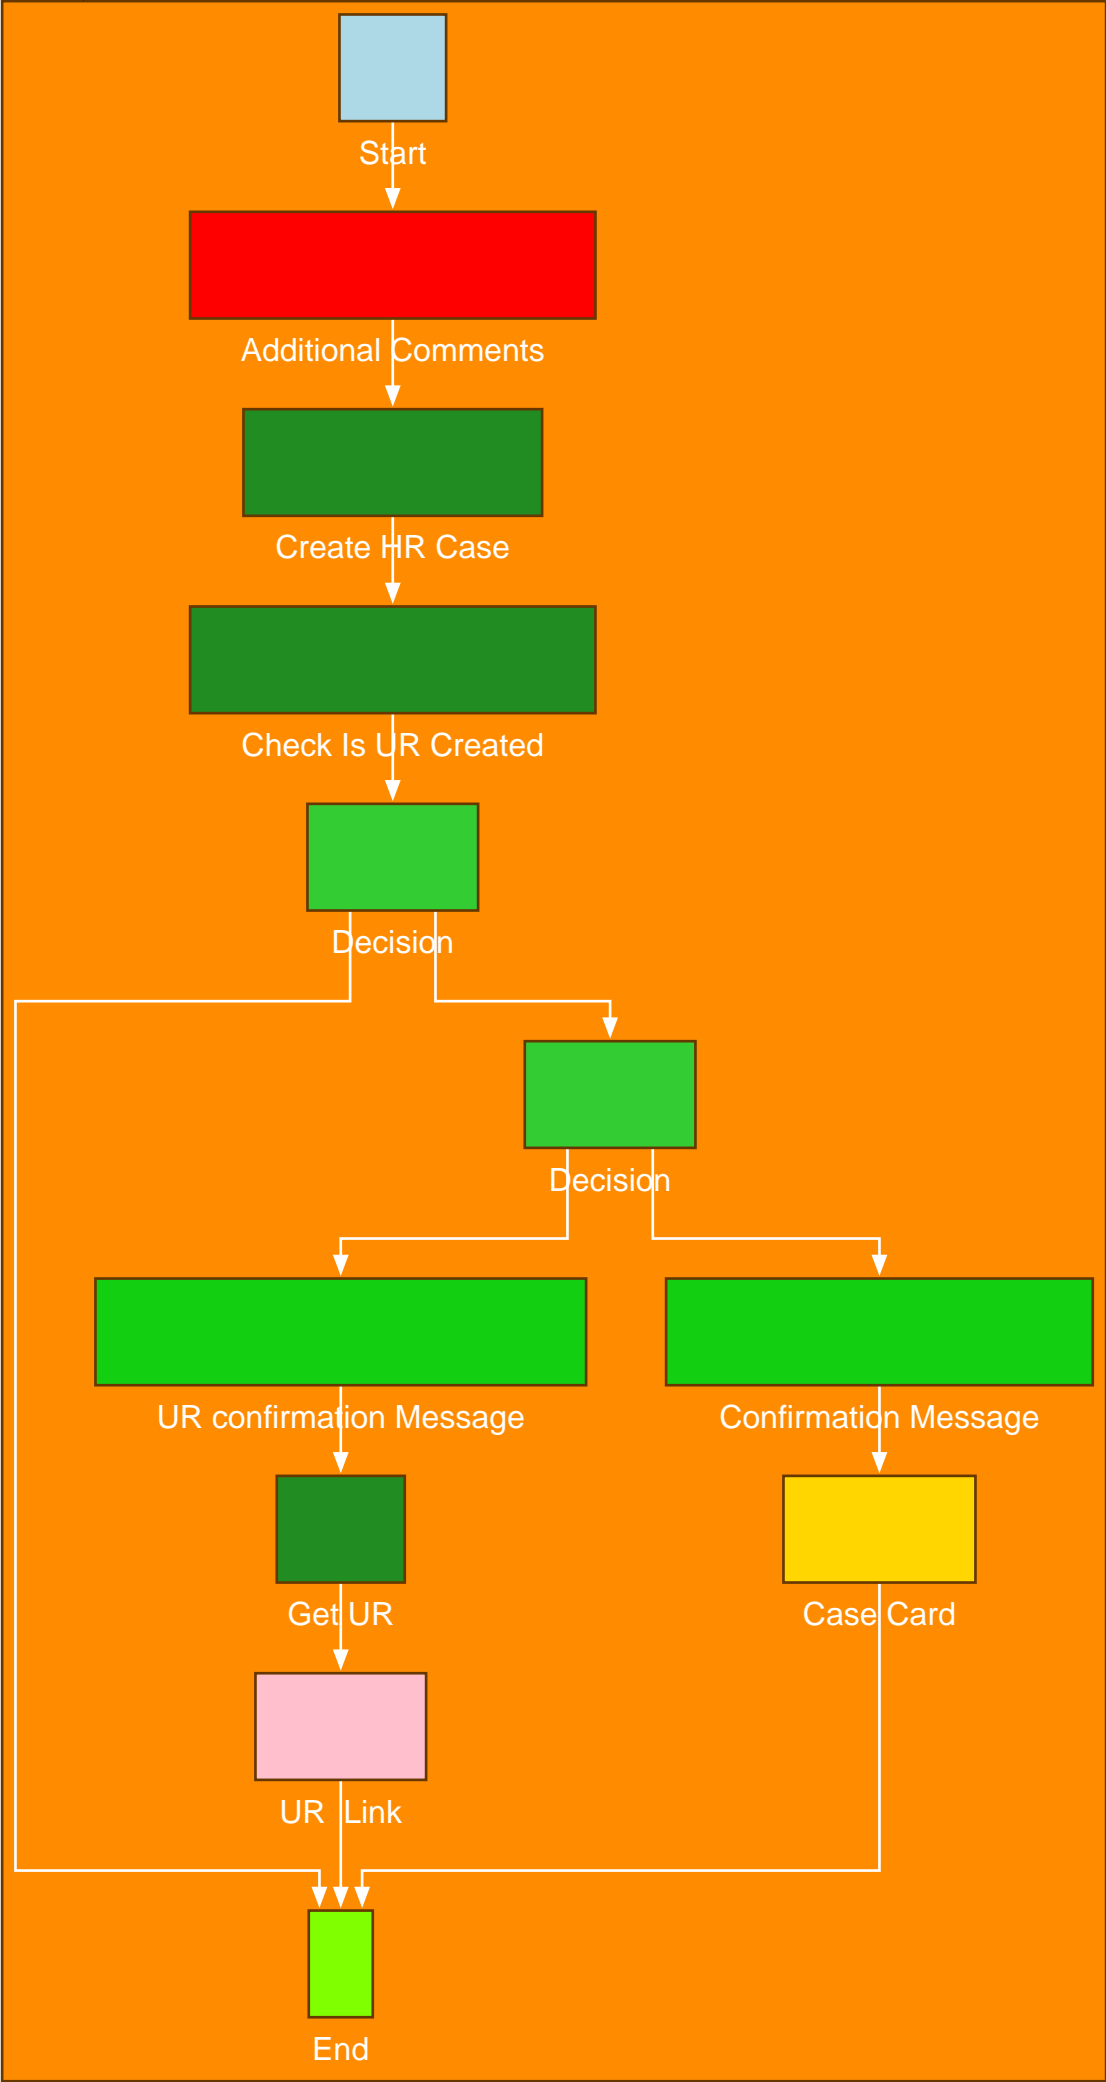 Start
Additional Comments
Create HR Case
Check Is UR Created
Decision
Decision
UR confirmation Message
Confirmation Message
Get UR
Case Card
UR Link
End